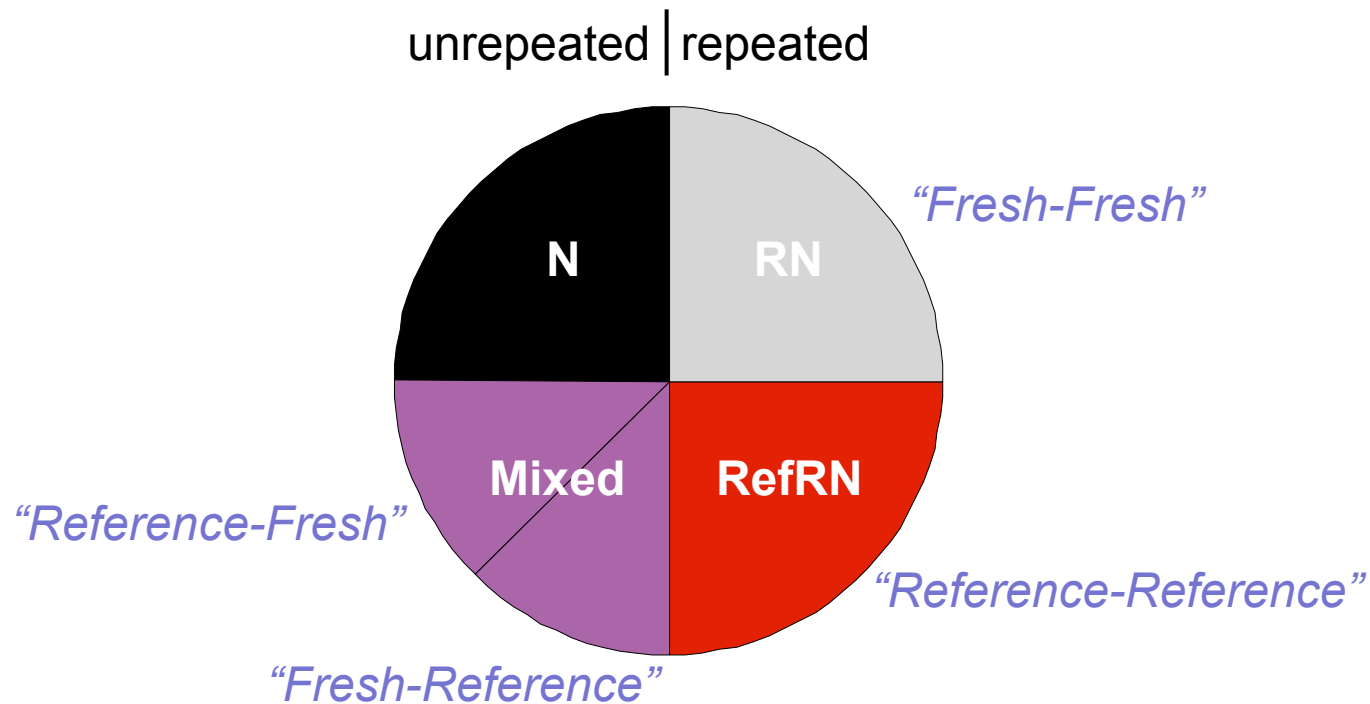 unrepeated | repeated
“Fresh-Fresh”
N RN
Mixed RefRN
“Reference-Fresh”
“Reference-Reference”
“Fresh-Reference”